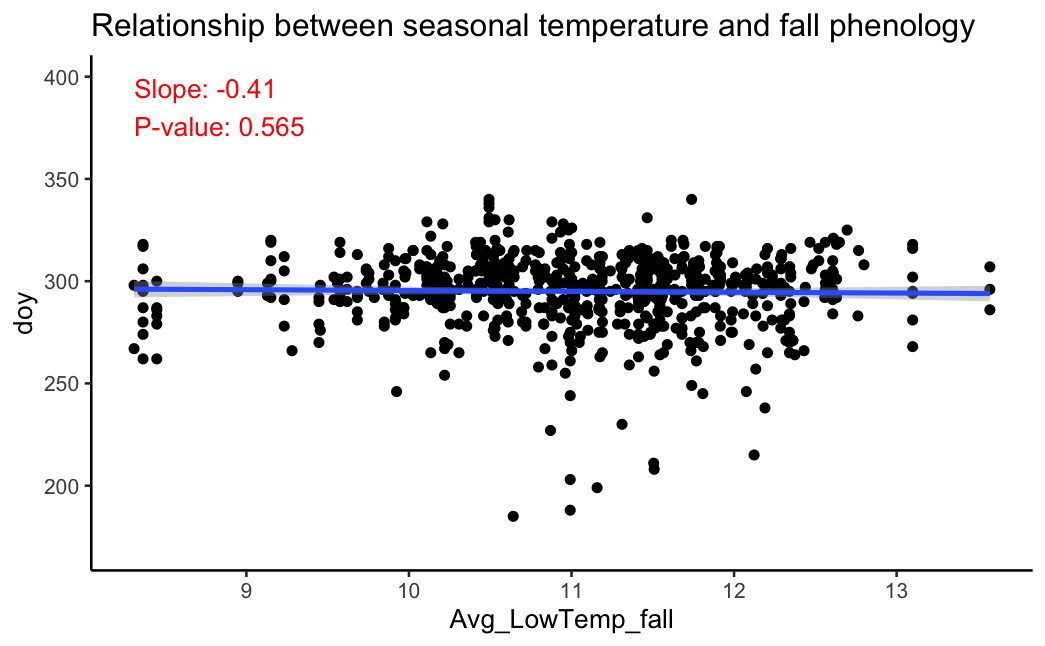 Relationship between seasonal temperature and fall phenology
400
Slope: -0.41
P-value: 0.565
350
300
250
200
doy
9 10 11 12 13
Avg_LowTemp_fall